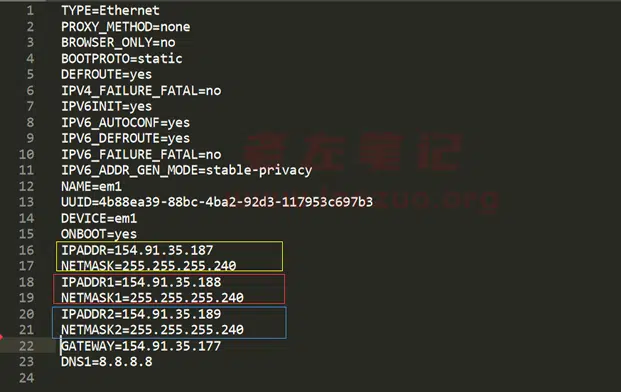 1 TYPE=Ethernet
2 PROXY_METHOD=none
3 BROWSER_ONLY=no
4 BOOTPROTO=static
5 DEFROUTE=yes
6 IPV4_FAILURE_FATAL=no
7 IPV6INIT=yes
8 IPV6_AUTOCONF=yes
9 IPV6_DEFROUTE=yes
10 IPV6_FAILURE_FATAL=no
11 IPV6_ADDR_GEN_MODE=stable-privacy
12 NAME=em1
13 UUID=4b88ea39-88bc-4ba2-92d3-117953c697b3
14 DEVICE=em1
15 ONBOOT=yes
16 IPADDR=154.91.35.187
17 NETMASK=255.255.255.240
18 IPADDR1=154.91.35.188
19 NETMASK1=255.255.255.240
20 IPADDR2=154.91.35.189
21 NETMASK2=255.255.255.240
22 GATEWAY=154.91.35.177
23 DNS1=8.8.8.8
24
老左笔记